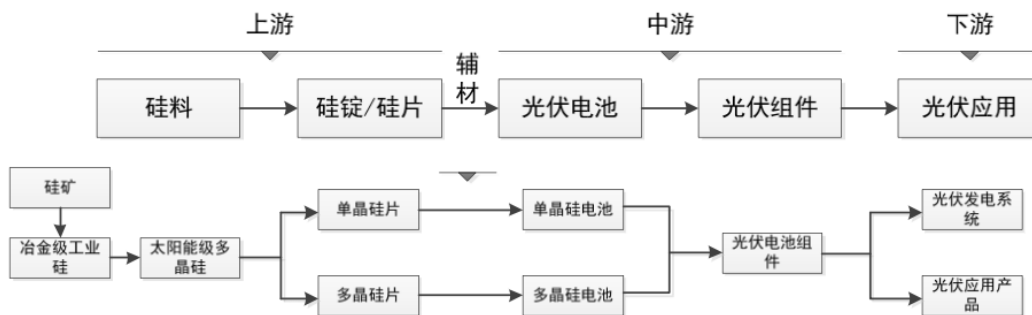 上游
中游
下游
辅
材
硅料
硅锭/硅片
光伏电池
光伏组件
光伏应用
硅矿
单晶硅片
单晶硅电池
光伏发电系
统
冶金级工业
硅
太阳能级多
晶硅
光伏电池组
件
多晶硅片
多晶硅电池
光伏应用产
品